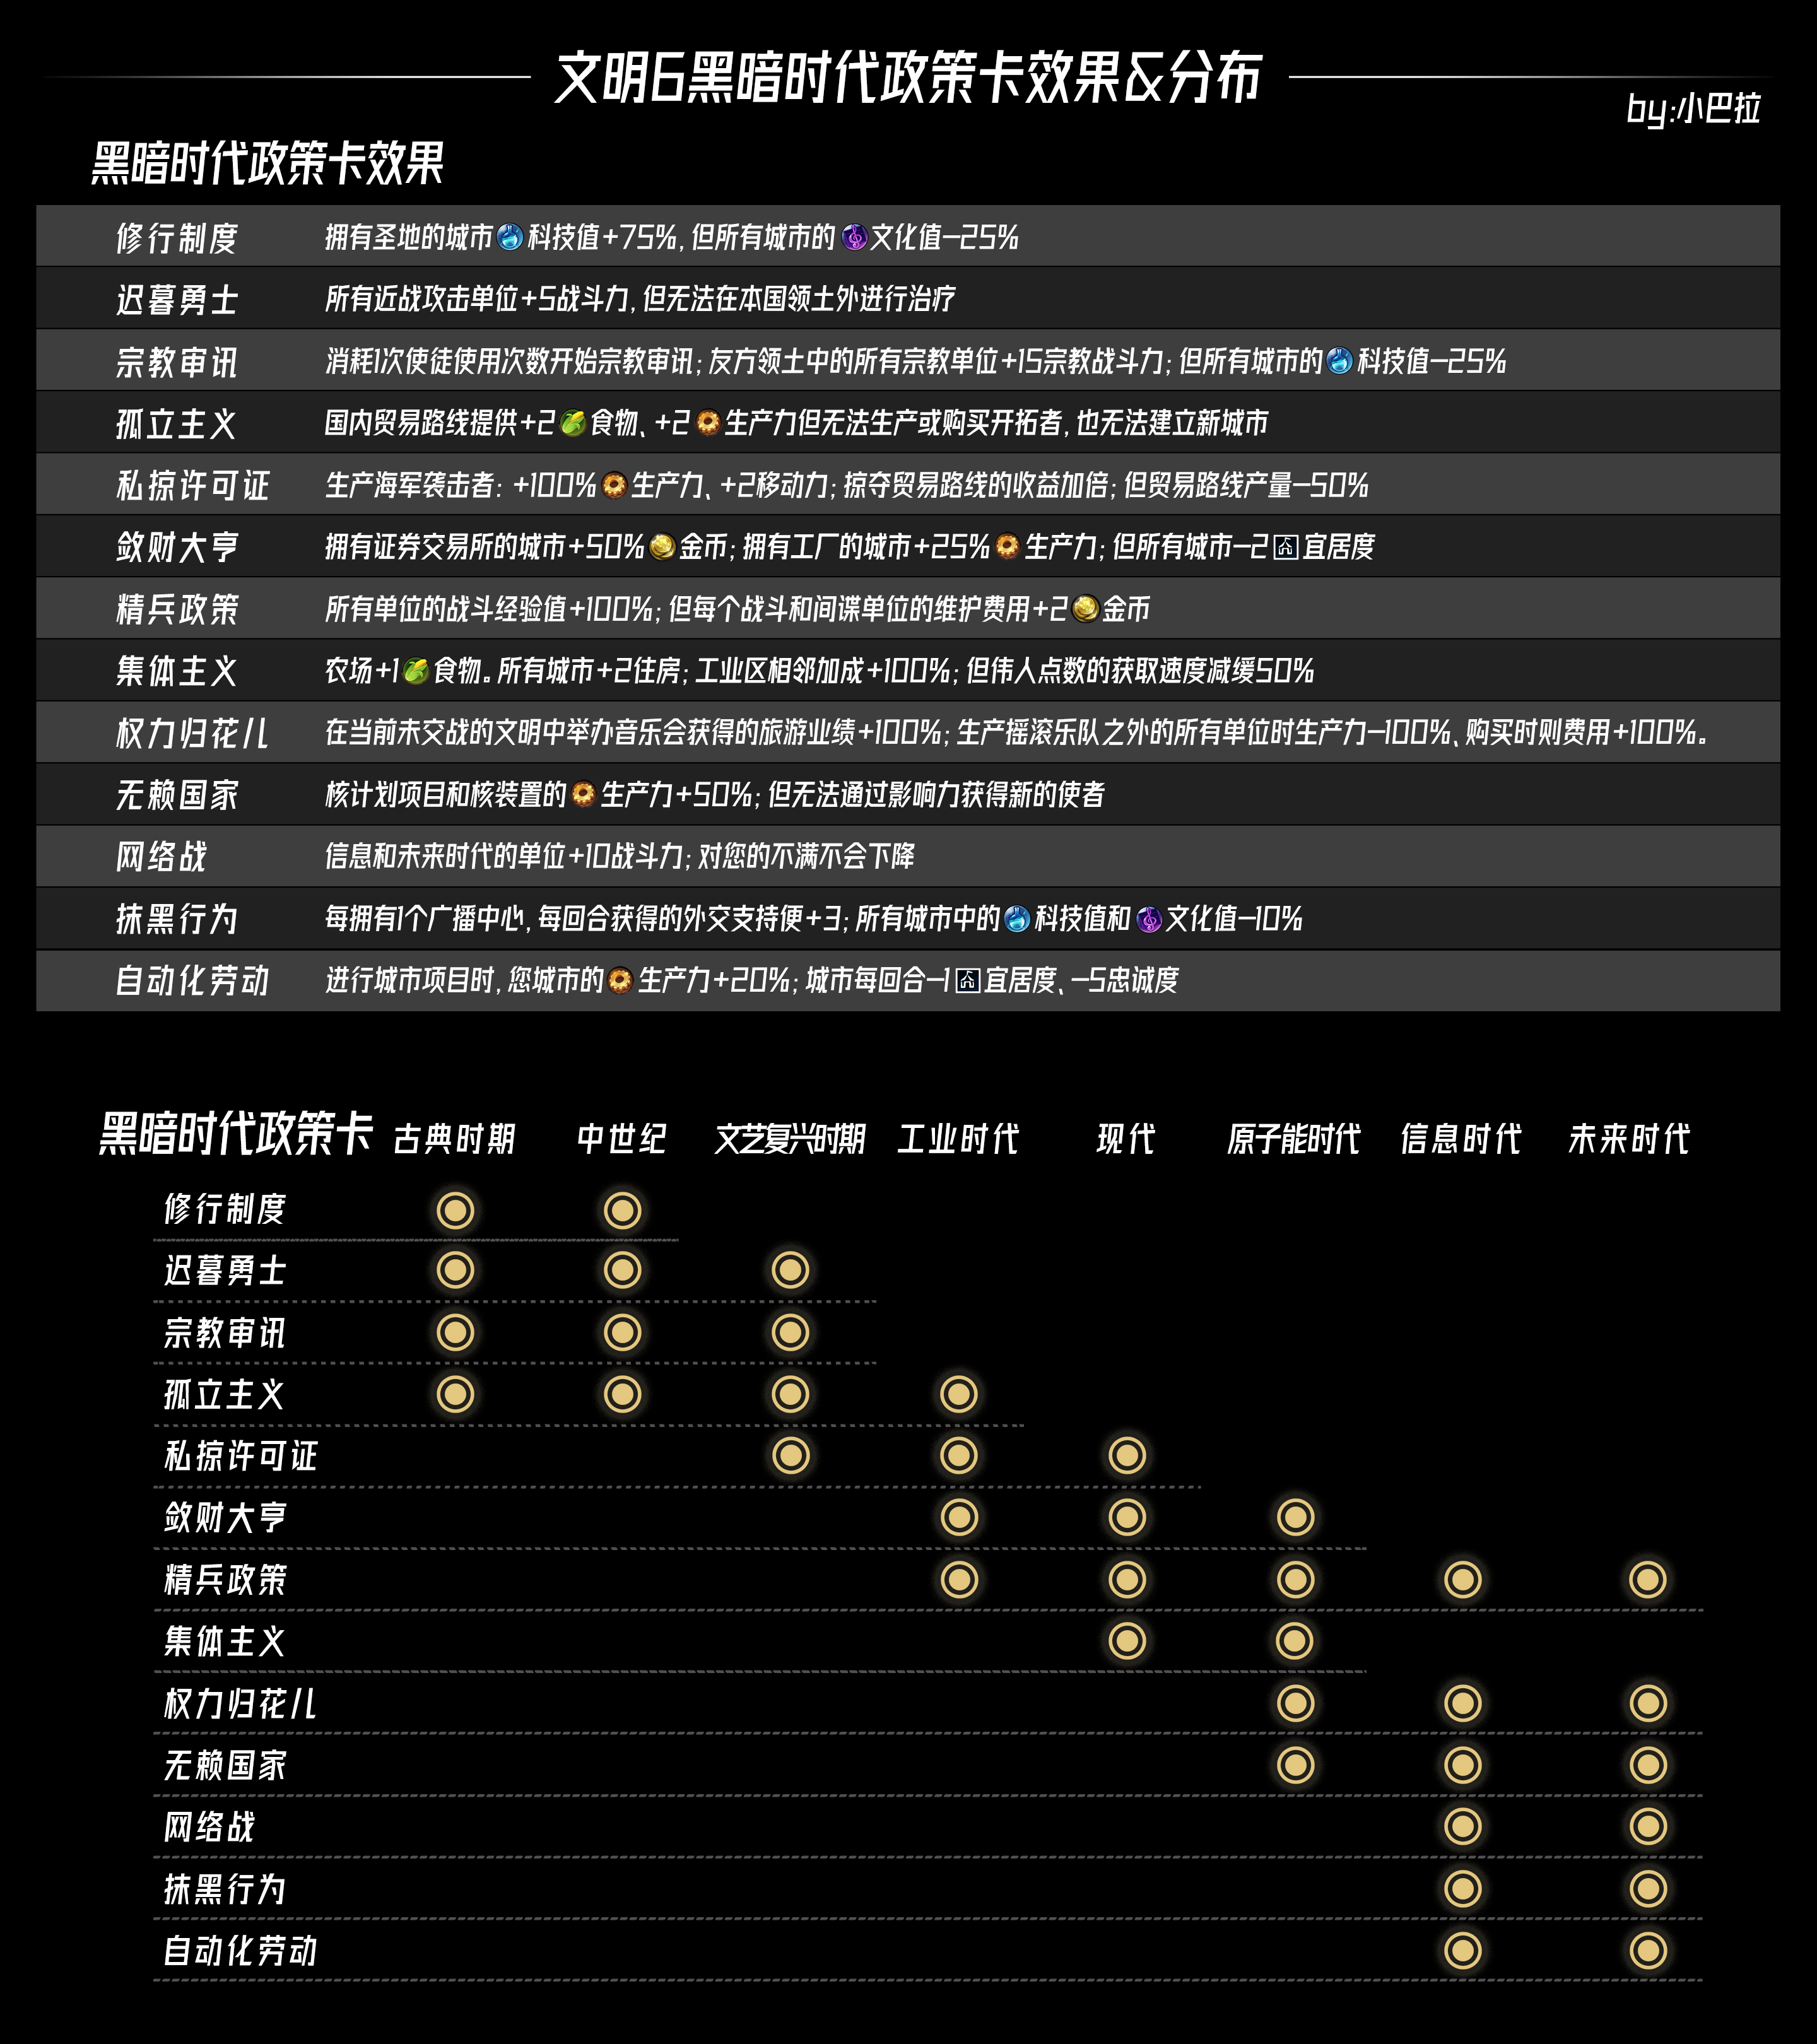 文明6黑暗时代政策卡效果&分布
by:小巴拉
黑暗时代政策卡效果
修行制度 拥有圣地的城市科技值+75%,但所有城市的文化值-25%
迟暮勇士 所有近战攻击单位+5战斗力,但无法在本国领土外进行治疗
宗教审讯 消耗1次使徒使用次数开始宗教审讯;友方领土中的所有宗教单位+15宗教战斗力;但所有城市的科技值-25%
孤立主义 国内贸易路线提供+2食物、+2生产力但无法生产或购买开拓者,也无法建立新城市
私掠许可证 生产海军袭击者:+100%生产力、+2移动力;掠夺贸易路线的收益加倍;但贸易路线产量-50%
敛财大亨 拥有证券交易所的城市+50%金币;拥有工厂的城市+25%生产力;但所有城市-2宜居度
精兵政策 所有单位的战斗经验值+100%;但每个战斗和间谍单位的维护费用+2金币
集体主义 农场+1食物。所有城市+2住房;工业区相邻加成+100%;但伟人点数的获取速度减缓50%
权力归花儿 在当前未交战的文明中举办音乐会获得的旅游业绩+100%;生产摇滚乐队之外的所有单位时生产力-100%、购买时则费用+100%。
无赖国家 核计划项目和核装置的生产力+50%;但无法通过影响力获得新的使者
网络战 信息和未来时代的单位+10战斗力;对您的不满不会下降
抹黑行为 每拥有1个广播中心,每回合获得的外交支持便+3;所有城市中的科技值和文化值-10%
自动化劳动 进行城市项目时,您城市的生产力+20%;城市每回合-1宜居度、-5忠诚度
黑暗时代政策卡 古典时期 中世纪 文艺复兴时期 工业时代 现代 原子能时代 信息时代 未来时代
修行制度
迟暮勇士
宗教审讯
孤立主义
私掠许可证
敛财大亨
精兵政策
集体主义
权力归花儿
无赖国家
网络战
抹黑行为
自动化劳动